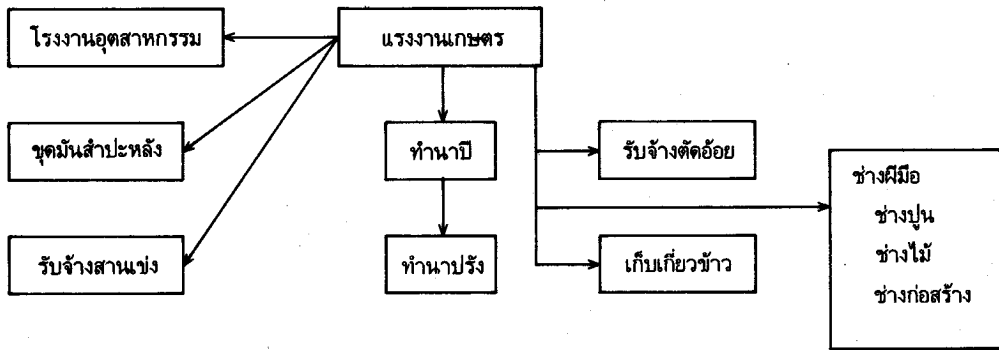 โรงงานอุตสาหกรรม
แรงงานเกษตร
ขุดมันสำปะหลัง
ทำนาปี
รับจ้างตัดอ้อย
รับจ้างสานเข่ง
ทำนาปรัง
เก็บเกี่ยวข้าว
ช่างฝีมือ
ช่างปูน
ช่างไม้
ช่างก่อสร้าง